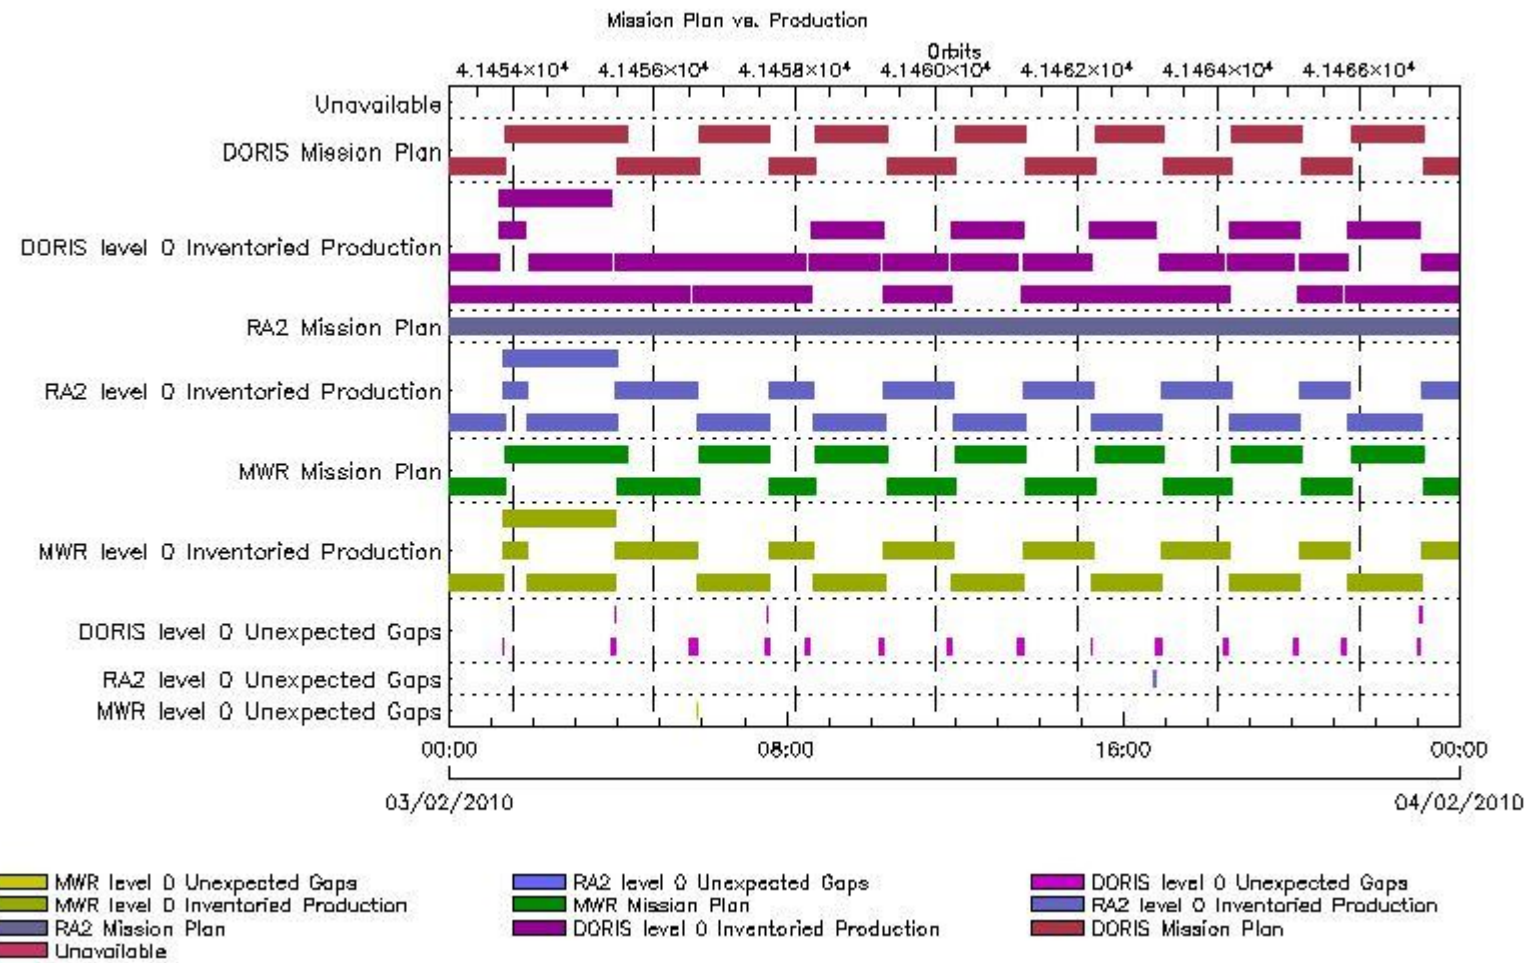 Mission Plan vs. Production
Orbits
4.1454×10⁴ 4.1456×10⁴ 4.1458×10⁴ 4.1460×10⁴ 4.1462×10⁴ 4.1464×10⁴ 4.1466×10⁴
Unavailable
DORIS Mission Plan
DORIS level 0 Inventoried Production
RA2 Mission Plan
RA2 level 0 Inventoried Production
MWR Mission Plan
MWR level 0 Inventoried Production
DORIS level 0 Unexpected Gaps
RA2 level 0 Unexpected Gaps
MWR level 0 Unexpected Gaps
00:00 08:00 16:00 00:00
03/02/2010 04/02/2010
MWR level 0 Unexpected Gaps RA2 level 0 Unexpected Gaps DORIS level 0 Unexpected Gaps
MWR level 0 Inventoried Production MWR Mission Plan RA2 level 0 Inventoried Production
RA2 Mission Plan DORIS level 0 Inventoried Production DORIS Mission Plan
Unavailable